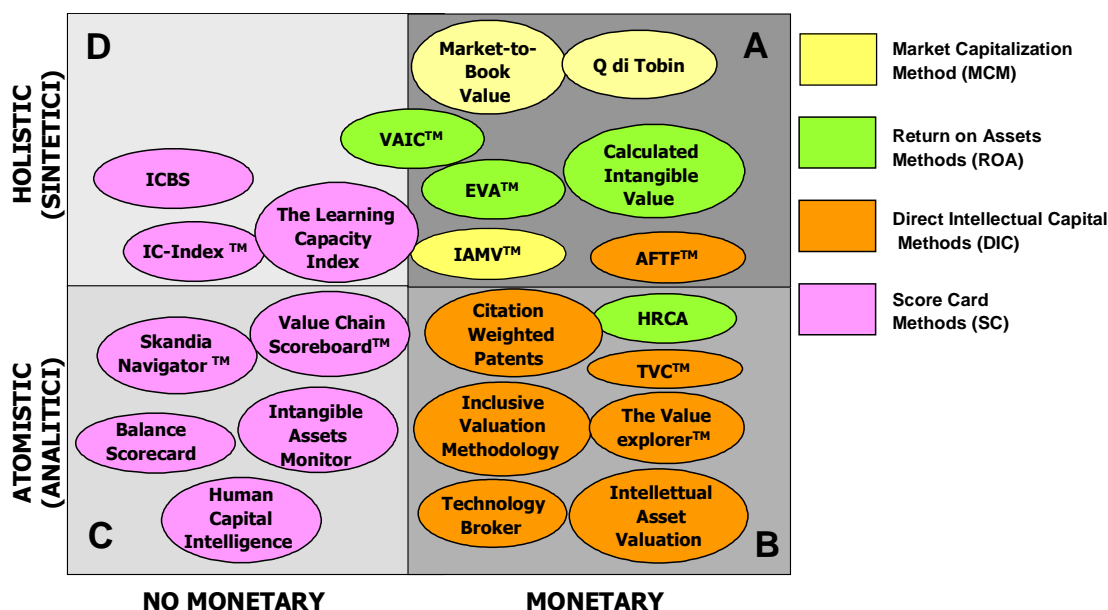 D
A
Market-to-
Book
Value
Q di Tobin
VAIC™
Calculated
Intangible
Value
ICBS
EVA™
The Learning
Capacity
Index
IC-Index ™
IAMV™
AFTF™
HOLISTIC
(SINTETICI)
Citation
Weighted
Patents
HRCA
Value Chain
Scoreboard™
Skandia
Navigator ™
TVC™
Inclusive
Valuation
Methodology
The Value
explorer™
Intangible
Assets
Monitor
Balance
Scorecard
Human
Capital
Intelligence
Technology
Broker
Intellettual
Asset
Valuation
C
B
ATOMISTIC
(ANALITICI)
NO MONETARY
MONETARY
Market Capitalization
Method (MCM)
Return on Assets
Methods (ROA)
Direct Intellectual Capital
Methods (DIC)
Score Card
Methods (SC)